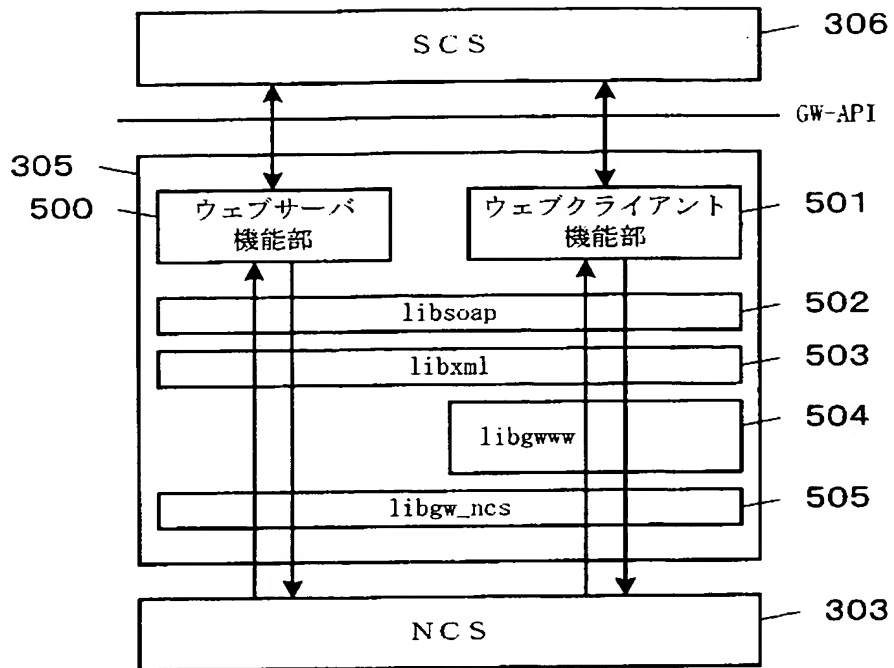 SCS
306
GW-API
305
500
ウェブサーバ
機能部
ウェブクライアント
機能部
501
libsoap
502
libxml
503
libgwww
504
libgw_ncs
505
NCS
303